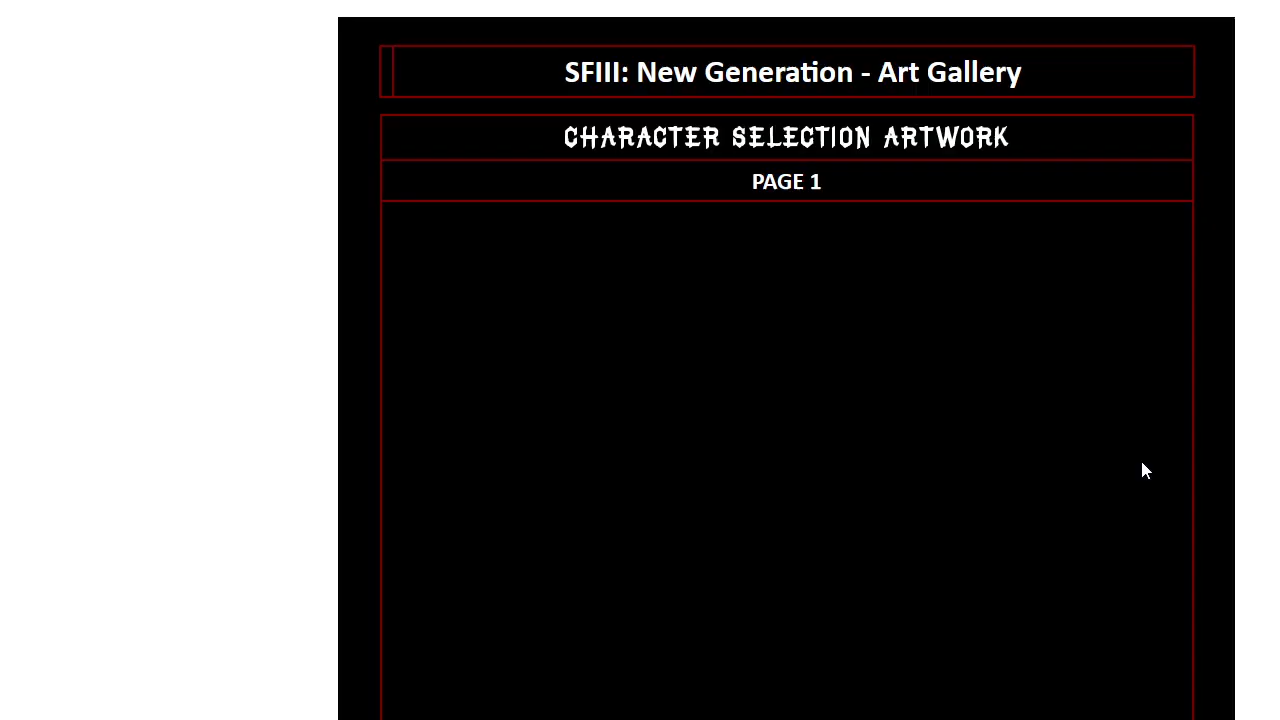 SFIII: New Generation - Art Gallery
CHARACTER SELECTION ARTWORK
PAGE 1